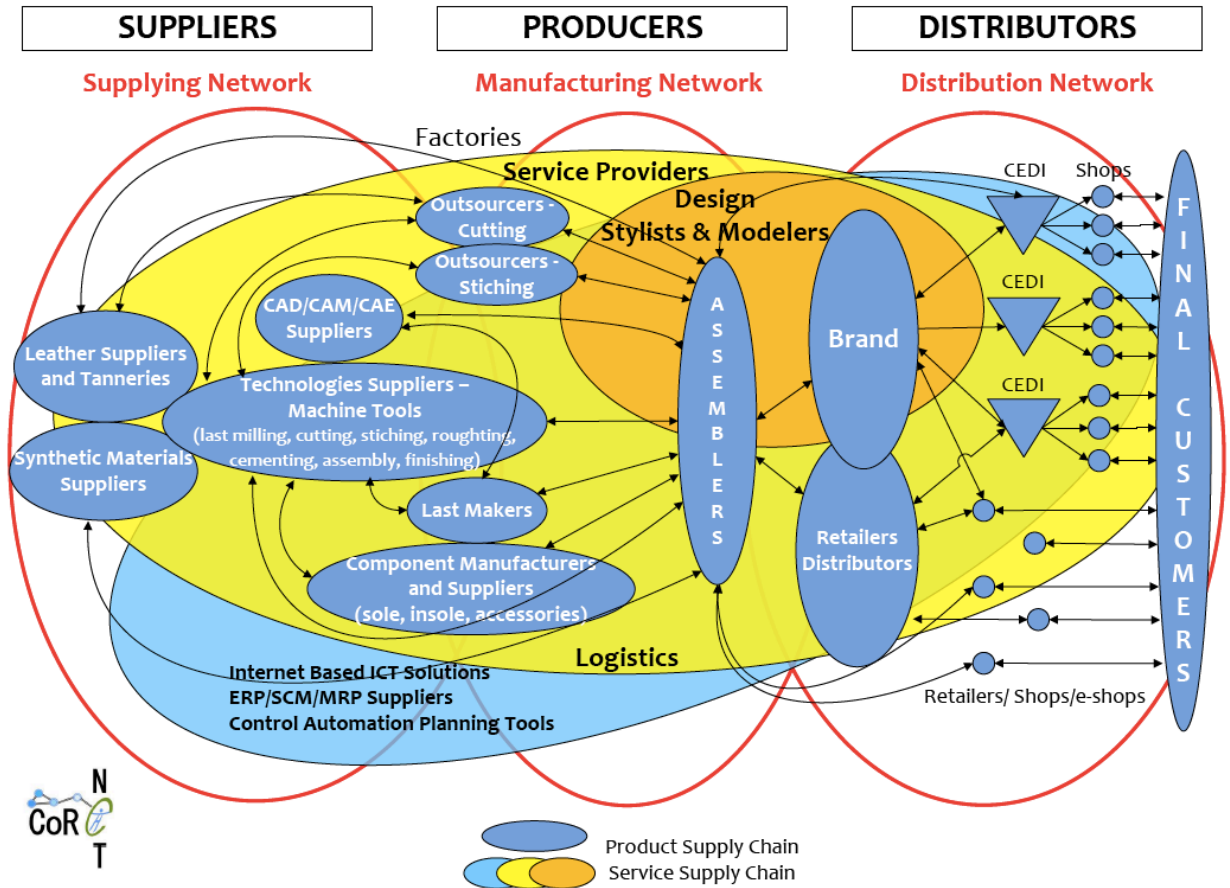 SUPPLIERS
PRODUCERS
DISTRIBUTORS
Supplying Network
Manufacturing Network
Distribution Network
Factories
Service Providers
Design
Stylists & Modelers
CEDI
Shops
Outsourcers -
Cutting
Outsourcers -
Stiching
CAD/CAM/CAE
Suppliers
CEDI
Leather Suppliers
and Tanneries
Brand
Technologies Suppliers –
Machine Tools
(last milling, cutting, stiching, roughting,
cementing, assembly, finishing)
CEDI
Synthetic Materials
Suppliers
ASSEMBLERS
FINAL CUSTOMERS
Last Makers
Retailers
Distributors
Component Manufacturers
and Suppliers
(sole, insole, accessories)
Logistics
Internet Based ICT Solutions
ERP/SCM/MRP Suppliers
Control Automation Planning Tools
Retailers/ Shops/e-shops
CoRNeT
Product Supply Chain
Service Supply Chain